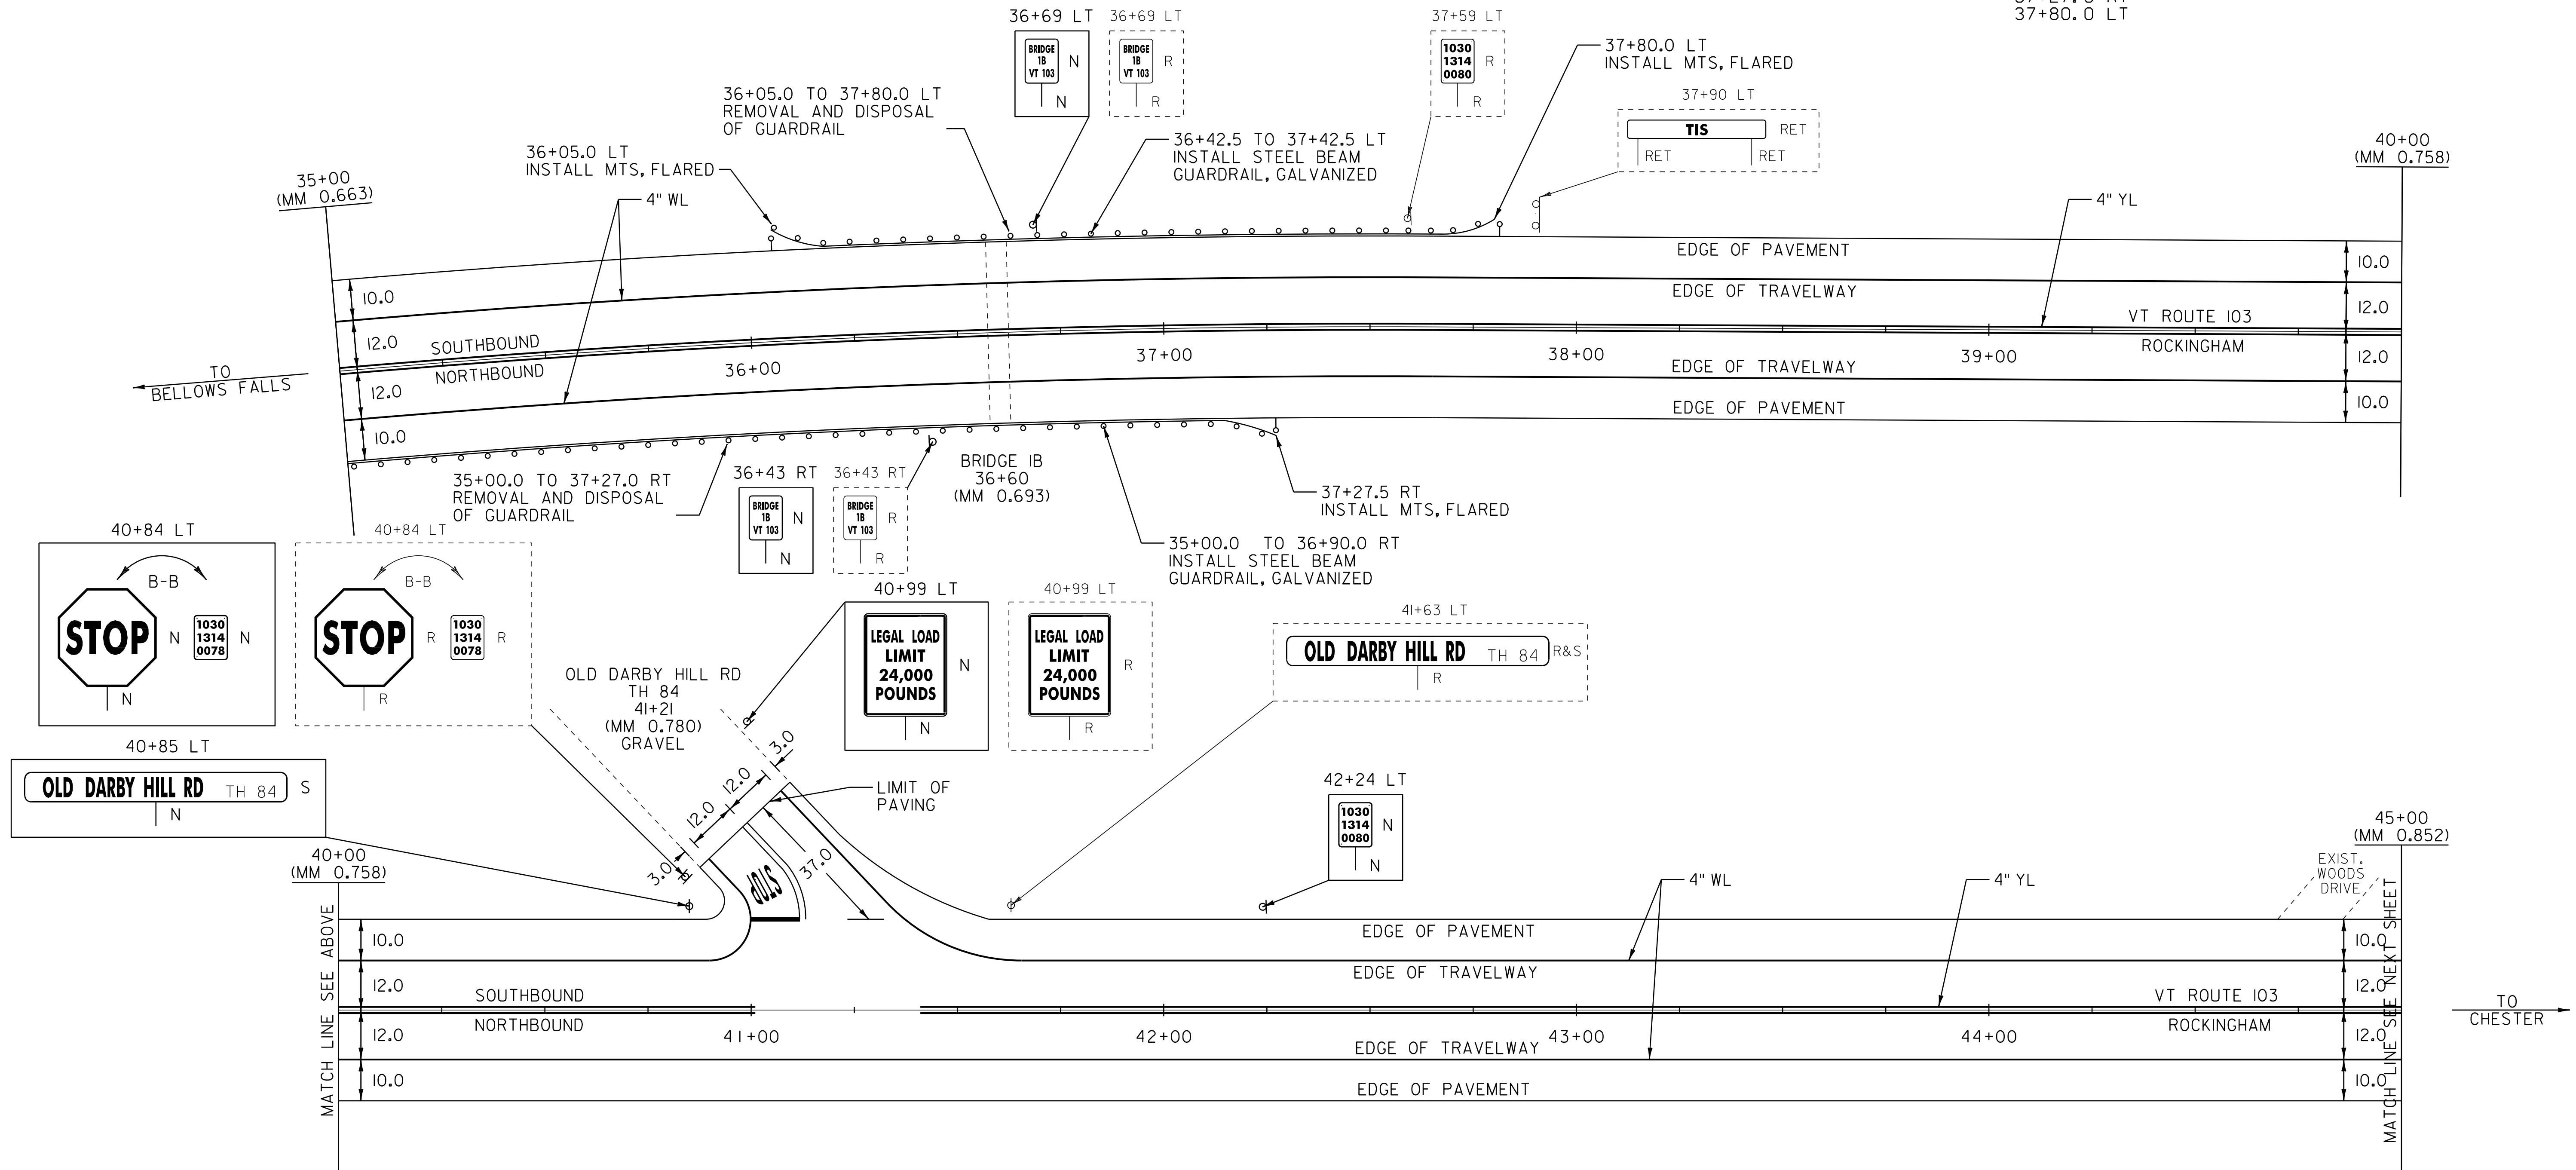 37+80.0 LT
36+69 LT
BRIDGE
1B
VT 103
N
N
36+69 LT
BRIDGE
1B
VT 103
R
R
37+59 LT
1030
1314
0080
R
R
37+80.0 LT
INSTALL MTS, FLARED
37+90 LT
TIS
RET
RET
RET
36+05.0 TO 37+80.0 LT
REMOVAL AND DISPOSAL
OF GUARDRAIL
36+42.5 TO 37+42.5 LT
INSTALL STEEL BEAM
GUARDRAIL, GALVANIZED
36+05.0 LT
INSTALL MTS, FLARED
35+00
(MM 0.663)
4" WL
40+00
(MM 0.758)
4" YL
EDGE OF PAVEMENT
10.0
10.0
EDGE OF TRAVELWAY
12.0
12.0
SOUTHBOUND
VT ROUTE 103
NORTHBOUND
ROCKINGHAM
36+00
37+00
38+00
39+00
TO
BELLOWS FALLS
12.0
12.0
EDGE OF TRAVELWAY
10.0
10.0
EDGE OF PAVEMENT
35+00.0 TO 37+27.0 RT
REMOVAL AND DISPOSAL
OF GUARDRAIL
36+43 RT
BRIDGE
1B
VT 103
N
N
36+43 RT
BRIDGE
1B
VT 103
R
R
BRIDGE 1B
36+60
(MM 0.693)
37+27.5 RT
INSTALL MTS, FLARED
35+00.0 TO 36+90.0 RT
INSTALL STEEL BEAM
GUARDRAIL, GALVANIZED
40+84 LT
B-B
STOP
N
1030
1314
0078
N
N
40+84 LT
B-B
STOP
R
1030
1314
0078
R
R
40+99 LT
LEGAL LOAD
LIMIT
24,000
POUNDS
N
N
40+99 LT
LEGAL LOAD
LIMIT
24,000
POUNDS
R
R
41+63 LT
OLD DARBY HILL RD TH 84
R&S
R
OLD DARBY HILL RD
TH 84
41+21
(MM 0.780)
GRAVEL
40+85 LT
OLD DARBY HILL RD TH 84
S
N
3.0
12.0
12.0
3.0
37.0
STOP
LIMIT OF
PAVING
42+24 LT
1030
1314
0080
N
N
40+00
(MM 0.758)
45+00
(MM 0.852)
EXIST.
WOODS
DRIVE
4" WL
4" YL
MATCH LINE SEE ABOVE
MATCH LINE SEE NEXT SHEET
10.0
EDGE OF PAVEMENT
10.0
12.0
EDGE OF TRAVELWAY
12.0
SOUTHBOUND
VT ROUTE 103
NORTHBOUND
ROCKINGHAM
41+00
42+00
43+00
44+00
TO
CHESTER
12.0
EDGE OF TRAVELWAY
12.0
10.0
EDGE OF PAVEMENT
10.0